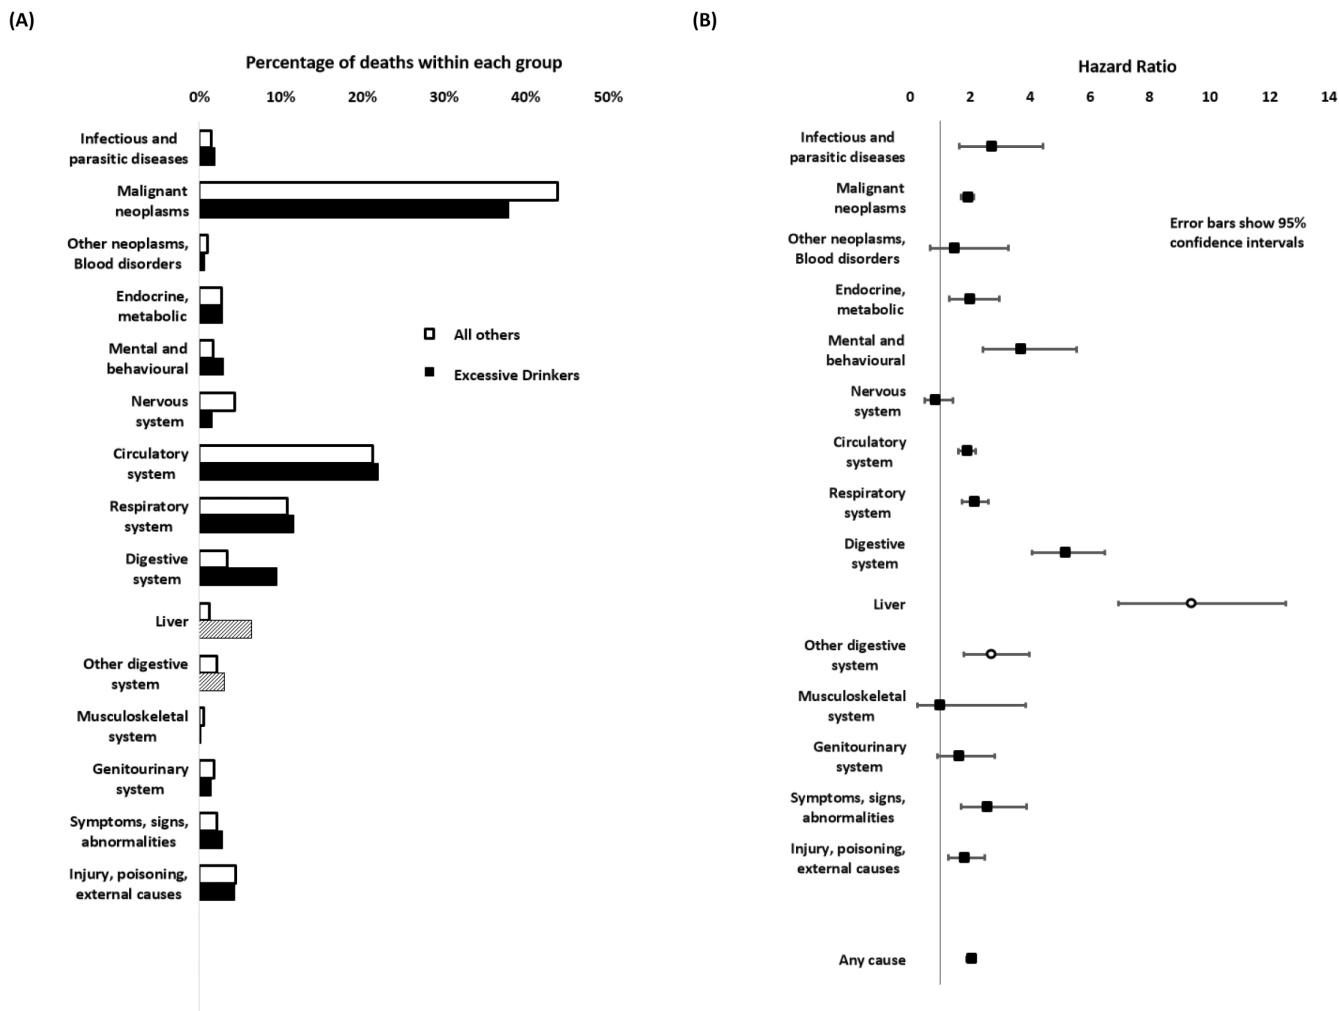 (A)
Percentage of deaths within each group
0% 10% 20% 30% 40% 50%
Infectious and
parasitic diseases
Malignant
neoplasms
Other neoplasms,
Blood disorders
Endocrine,
metabolic
Mental and
behavioural
Nervous
system
Circulatory
system
Respiratory
system
Digestive
system
Liver
Other digestive
system
Musculoskeletal
system
Genitourinary
system
Symptoms, signs,
abnormalities
Injury, poisoning,
external causes
All others
Excessive Drinkers
(B)
Hazard Ratio
0 2 4 6 8 10 12 14
Infectious and
parasitic diseases
Malignant
neoplasms
Other neoplasms,
Blood disorders
Endocrine,
metabolic
Mental and
behavioural
Nervous
system
Circulatory
system
Respiratory
system
Digestive
system
Liver
Other digestive
system
Musculoskeletal
system
Genitourinary
system
Symptoms, signs,
abnormalities
Injury, poisoning,
external causes
Any cause
Error bars show 95%
confidence intervals